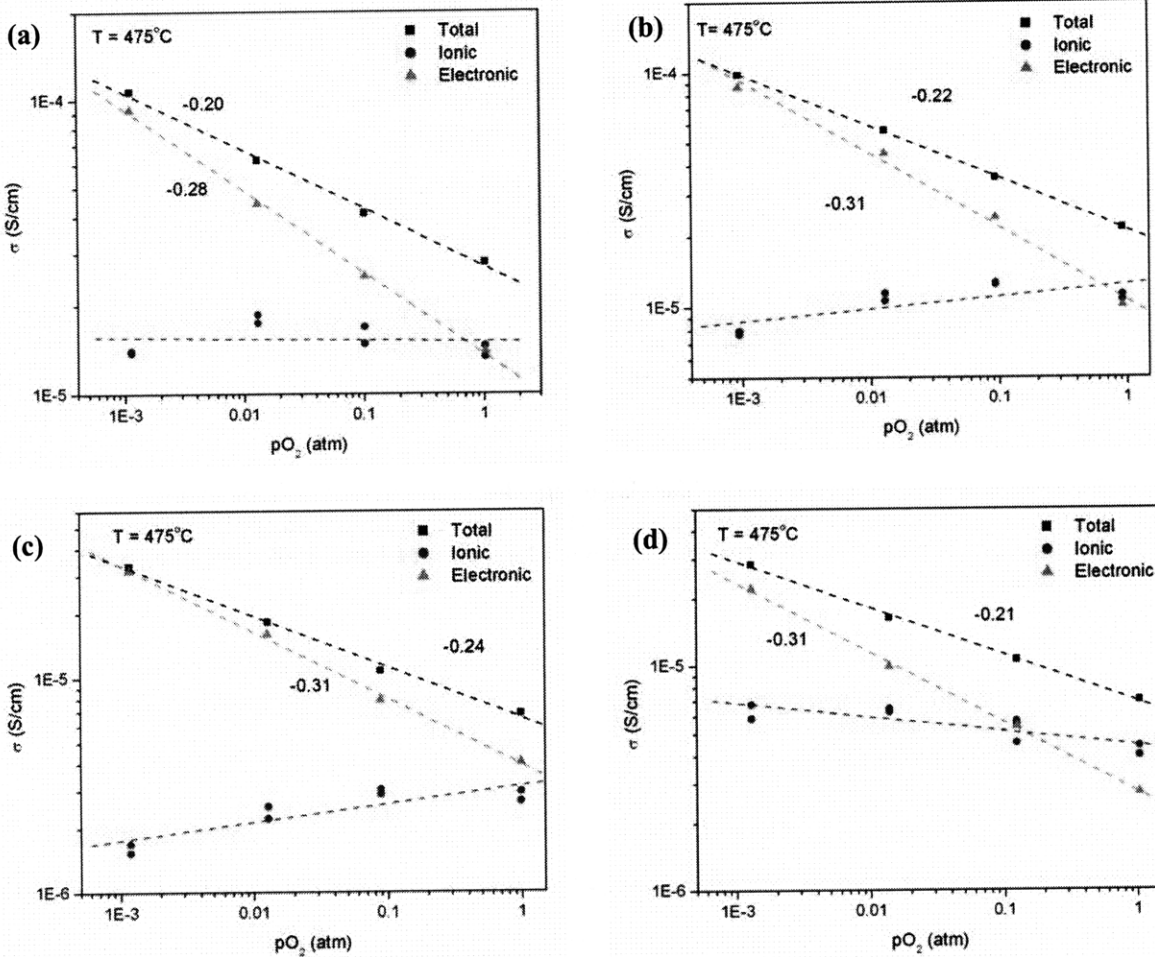 (a)
T = 475°C
Total
Ionic
Electronic
-0.20
-0.28
1E-4
1E-5
σ (S/cm)
1E-3
0.01
0.1
1
pO₂ (atm)
(b)
T= 475°C
Total
Ionic
Electronic
-0.22
-0.31
1E-4
1E-5
σ (S/cm)
1E-3
0.01
0.1
1
pO₂ (atm)
(c)
T = 475°C
Total
Ionic
Electronic
-0.24
-0.31
1E-5
1E-6
σ (S/cm)
1E-3
0.01
0.1
1
pO₂ (atm)
(d)
T = 475°C
Total
Ionic
Electronic
-0.21
-0.31
1E-5
1E-6
σ (S/cm)
1E-3
0.01
0.1
1
pO₂ (atm)